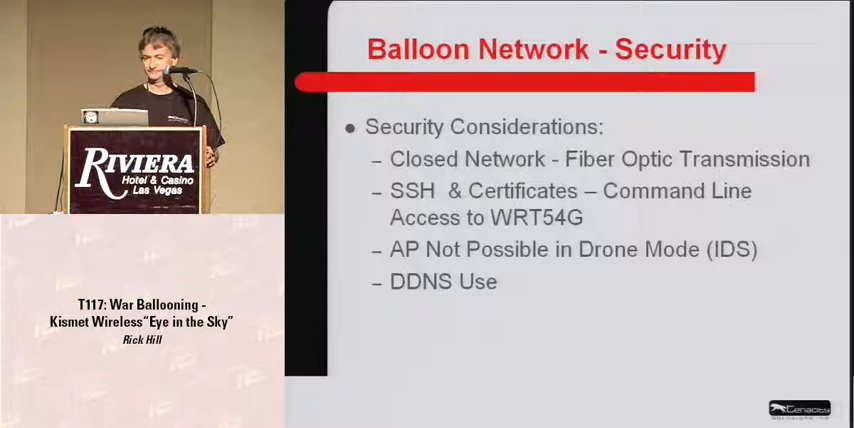 Balloon Network - Security
● Security Considerations:
– Closed Network - Fiber Optic Transmission
– SSH & Certificates – Command Line
Access to WRT54G
– AP Not Possible in Drone Mode (IDS)
– DDNS Use
RIVIERA
Hotel & Casino
Las Vegas
T117: War Ballooning -
Kismet Wireless“Eye in the Sky”
Rick Hill
Tenacity